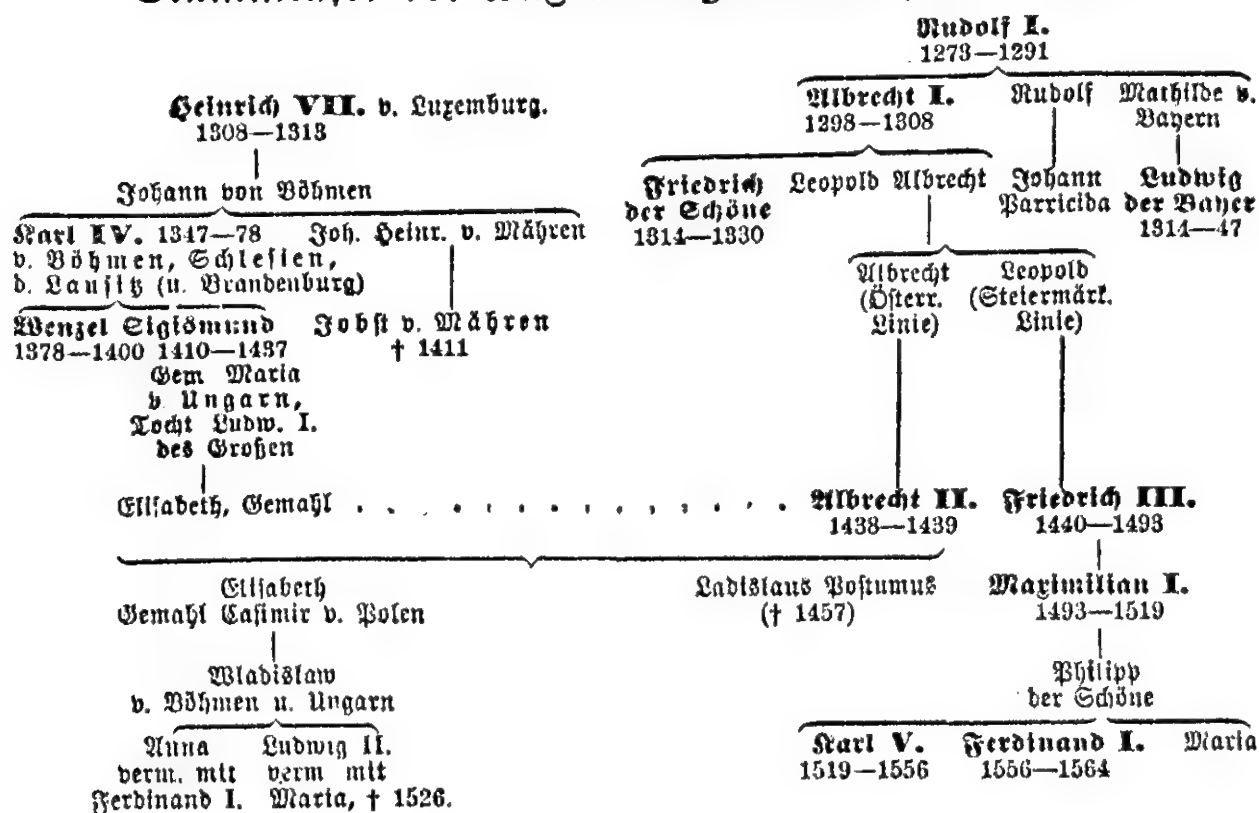 Rudolf I.
1273—1291
Heinrich VII. v. Luxemburg.
1308—1313
Albrecht I. Rudolf Mathilde v.
1298—1308 Bayern
Johann von Böhmen
Friedrich Leopold Albrecht Johann Ludwig
der Schöne Parricida der Bayer
1314—1330 1314—47
Karl IV. 1347—78 Joh. Heinr. v. Mähren
v. Böhmen, Schlesien,
d. Lausitz (u. Brandenburg)
Albrecht Leopold
(Österr. (Steiermärk.
Linie) Linie)
Wenzel Sigismund Jobst v. Mähren
1378—1400 1410—1437 † 1411
Gem Maria
v. Ungarn,
Tocht Ludw. I.
des Großen
Elisabeth, Gemahl . . . . . . . . . . . . . Albrecht II. Friedrich III.
1438—1439 1440—1493
Elisabeth Ladislaus Postumus Maximilian I.
Gemahl Casimir v. Polen († 1457) 1493—1519
Wladislaw Philipp
v. Böhmen u. Ungarn der Schöne
Anna Ludwig II. Karl V. Ferdinand I. Maria
verm. mit verm mit 1519—1556 1556—1564
Ferdinand I. Maria, † 1526.